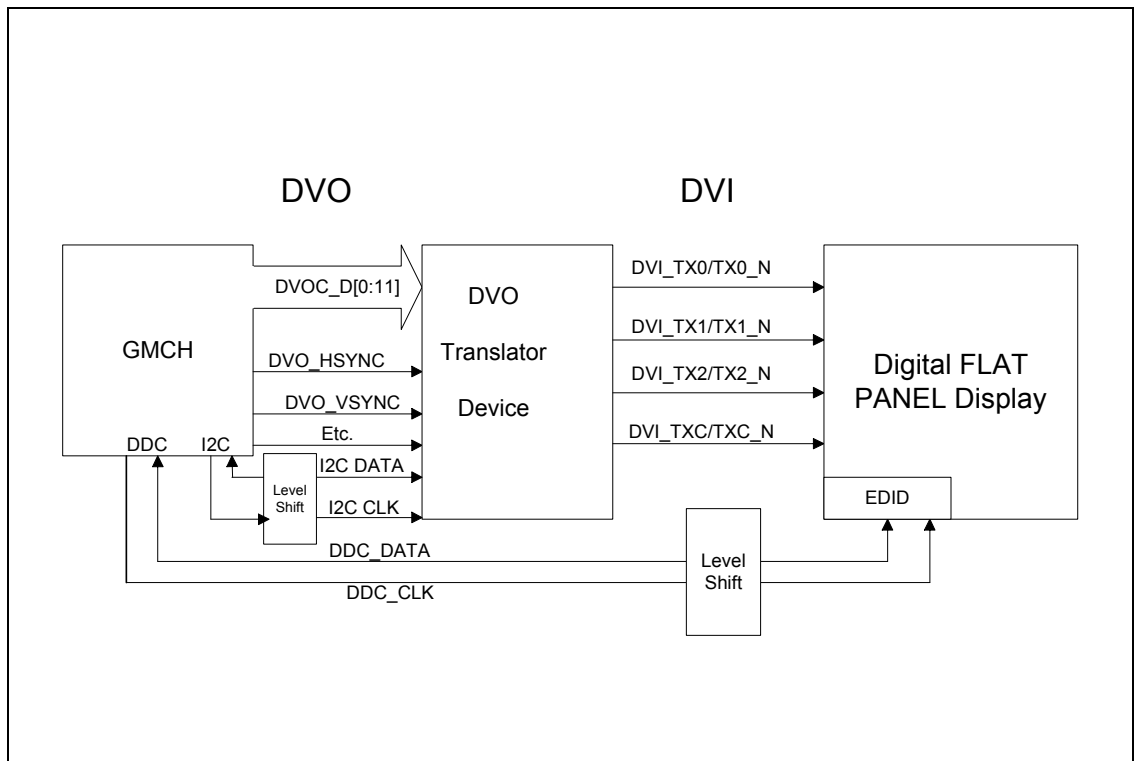 DVO
DVI
GMCH
DVOC_D[0:11]
DVO_HSYNC
DVO_VSYNC
Etc.
DDC
I2C
Level
Shift
I2C DATA
I2C CLK
DVO
Translator
Device
DVI_TX0/TX0_N
DVI_TX1/TX1_N
DVI_TX2/TX2_N
DVI_TXC/TXC_N
Digital FLAT
PANEL Display
EDID
DDC_DATA
DDC_CLK
Level
Shift